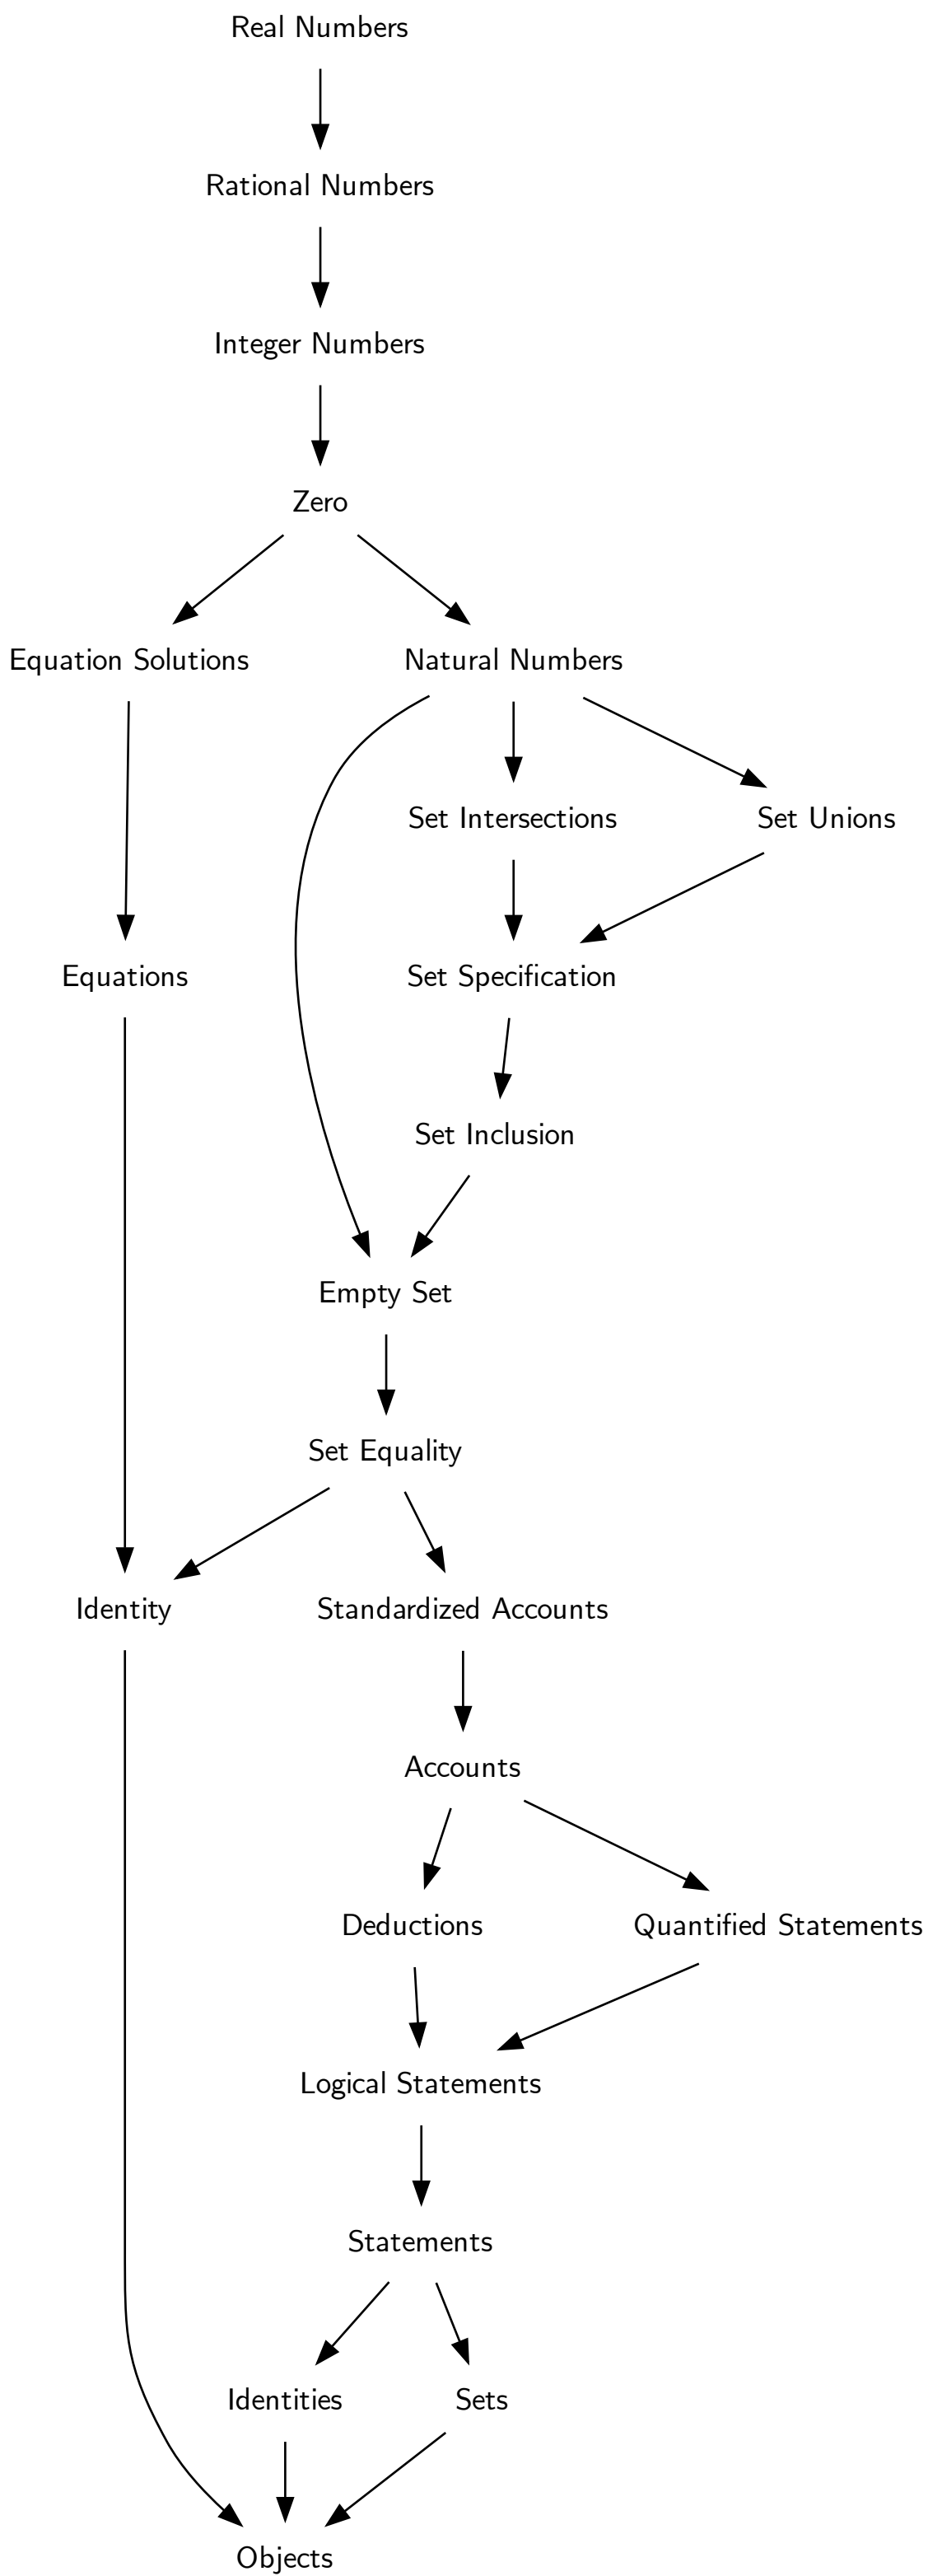 Real Numbers
Rational Numbers
Integer Numbers
Zero
Equation Solutions
Natural Numbers
Set Intersections
Set Unions
Equations
Set Specification
Set Inclusion
Empty Set
Set Equality
Identity
Standardized Accounts
Accounts
Deductions
Quantified Statements
Logical Statements
Statements
Identities
Sets
Objects